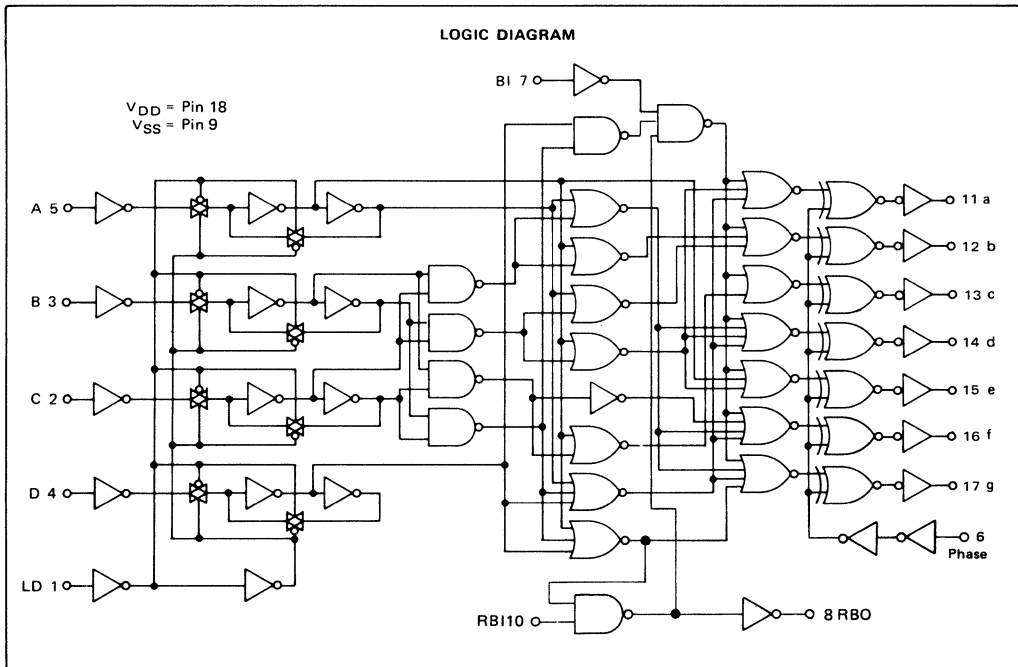 LOGIC DIAGRAM
BI 7
VDD = Pin 18
VSS = Pin 9
A 5
11 a
12 b
B 3
13 c
14 d
C 2
15 e
16 f
D 4
17 g
6
Phase
LD 1
RBI10
8 RBO